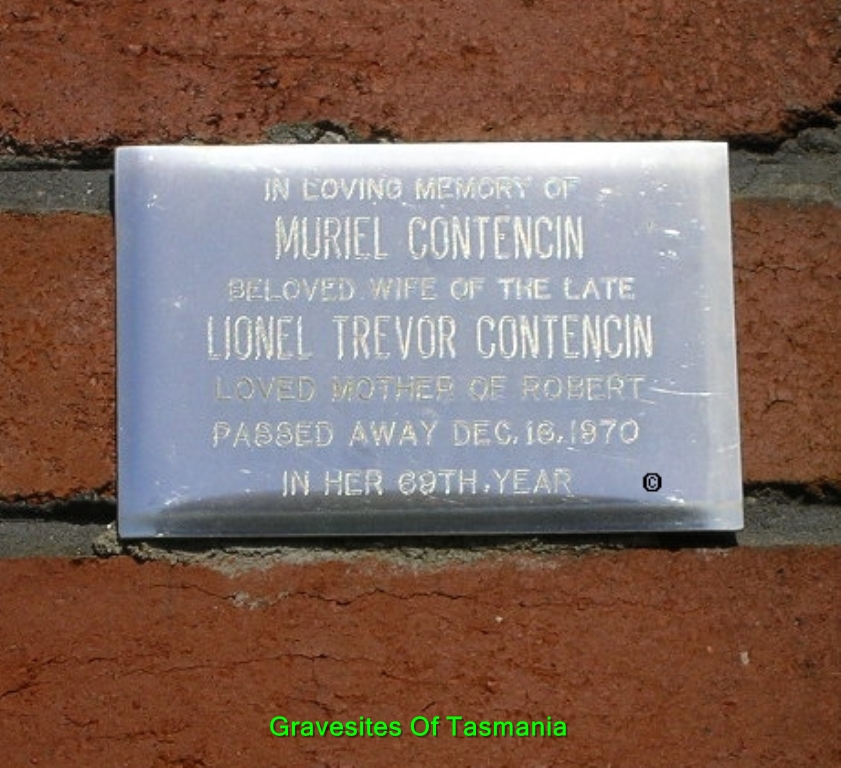 IN LOVING MEMORY OF
MURIEL CONTENCIN
BELOVED WIFE OF THE LATE
LIONEL TREVOR CONTENCIN
LOVED MOTHER OF ROBERT
PASSED AWAY DEC. 16. 1970
IN HER 69TH. YEAR
©
Gravesites Of Tasmania